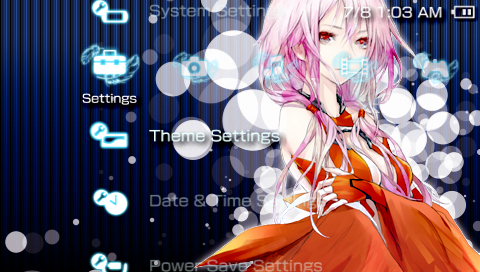 System Settings
7/8 1:03 AM
Settings
Theme Settings
Date & Time Settings
Power Save Settings